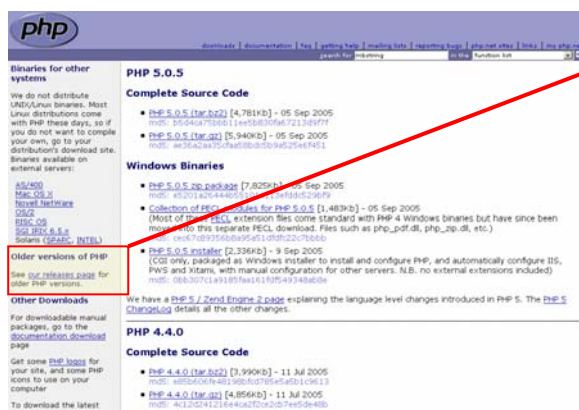 php
downloads | documentation | faq | getting help | mailing lists | reporting bugs | php.net sites | links | my php.net
search for mbstring in the function list
Binaries for other
systems
We do not distribute
UNIX/Linux binaries. Most
Linux distributions come
with PHP these days, so if
you do not want to compile
your own, go to your
distribution's download site.
Binaries available on
external servers:
AS/400
Mac OS X
Novell NetWare
OS/2
RISC OS
SGI IRIX 6.5.x
Solaris (SPARC, INTEL)
Older versions of PHP
See our releases page for
older PHP versions.
Other Downloads
For downloadable manual
packages, go to the
documentation download
page
Get some PHP logos for
your site, and some PHP
icons to use on your
computer
To download the latest
PHP 5.0.5
Complete Source Code
PHP 5.0.5 (tar.bz2) [4,781Kb] - 05 Sep 2005
md5:
PHP 5.0.5 (tar.gz) [5,940Kb] - 05 Sep 2005
md5:
Windows Binaries
PHP 5.0.5 zip package [7,825Kb] - 05 Sep 2005
md5:
Collection of PECL modules for PHP 5.0.5 [1,483Kb] - 05 Sep 2005
(Most of these PECL extension files come standard with PHP 4 Windows binaries but have since been
moved into this separate PECL download. Files such as php_pdf.dll, php_zip.dll, etc.)
md5:
PHP 5.0.5 installer [2,336Kb] - 9 Sep 2005
(CGI only, packaged as Windows installer to install and configure PHP, and automatically configure IIS,
PWS and Xitami, with manual configuration for other servers. N.B. no external extensions included)
md5:
We have a PHP 5 / Zend Engine 2 page explaining the language level changes introduced in PHP 5. The PHP 5
ChangeLog details all the other changes.
PHP 4.4.0
Complete Source Code
PHP 4.4.0 (tar.bz2) [3,990Kb] - 11 Jul 2005
md5:
PHP 4.4.0 (tar.gz) [4,856Kb] - 11 Jul 2005
md5: